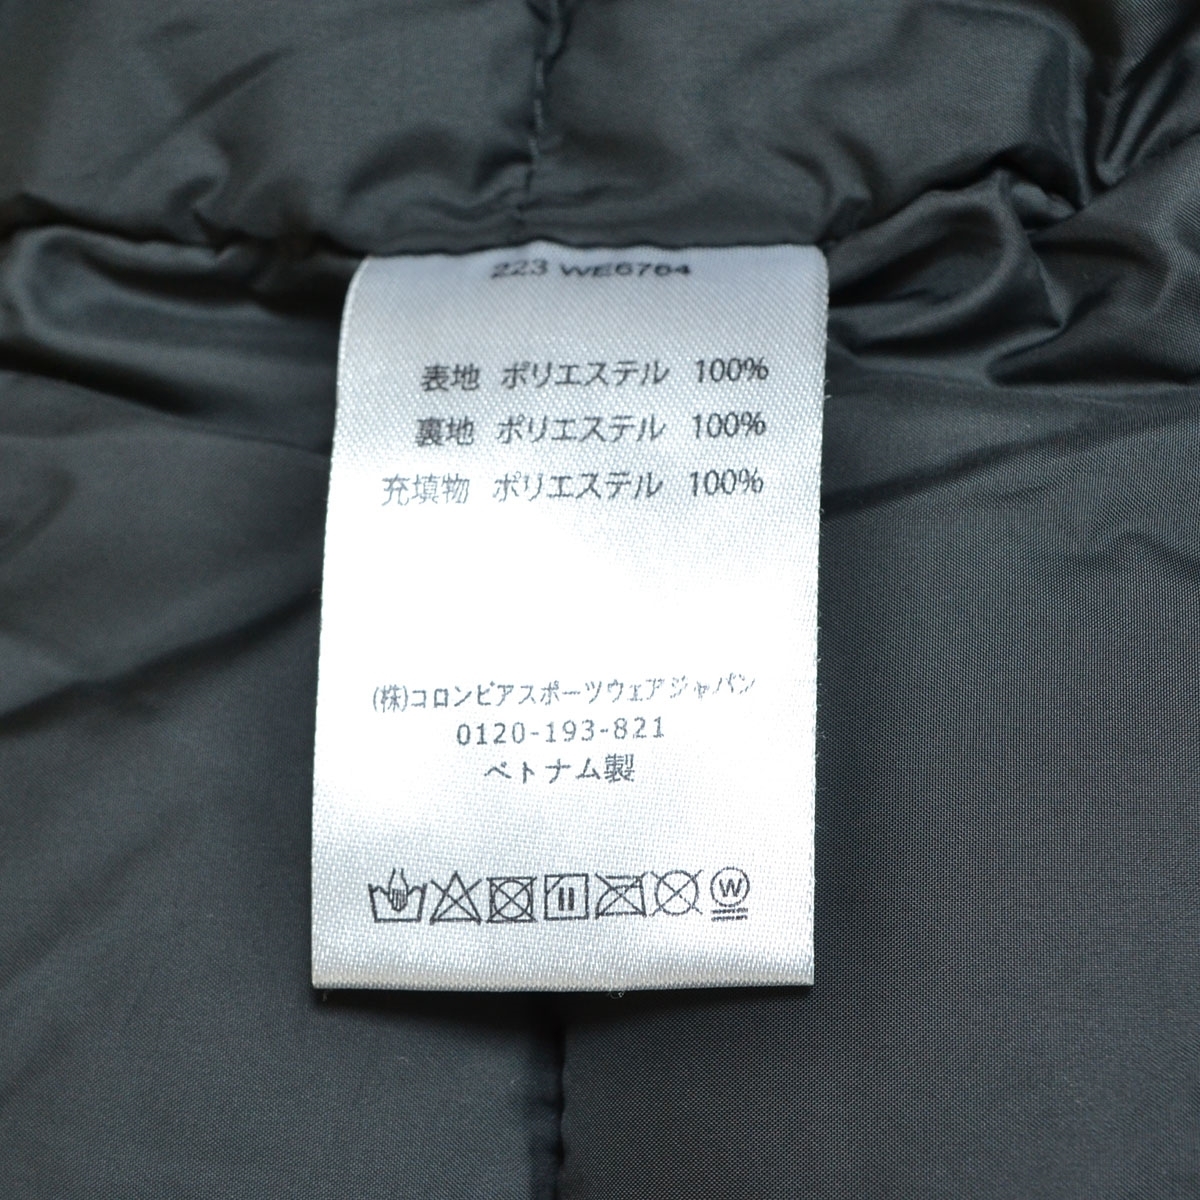 223 WE6764
表地 ポリエステル 100%
裏地 ポリエステル 100%
充填物 ポリエステル 100%
(株)コロンビアスポーツウェアジャパン
0120-193-821
ベトナム製
W